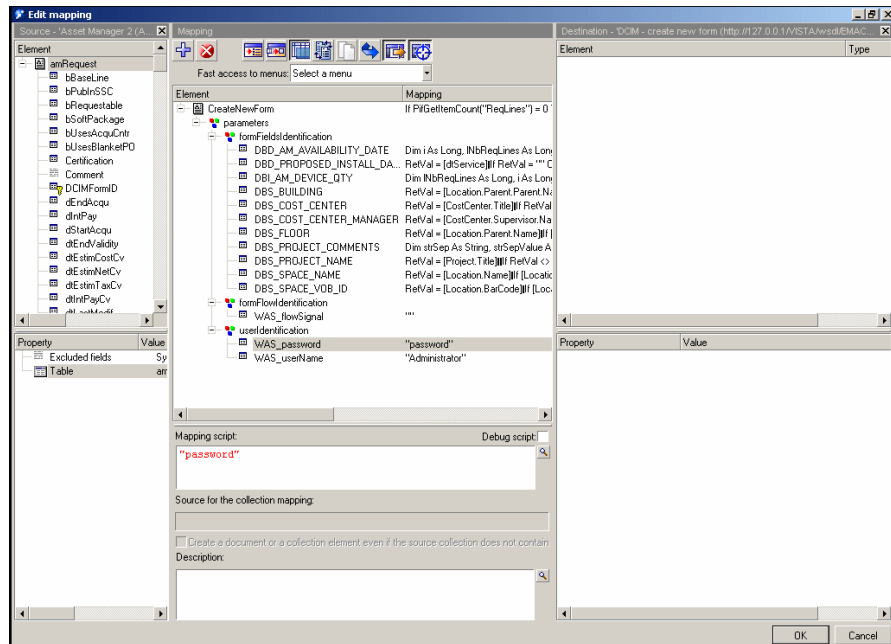 Edit mapping
Source - 'Asset Manager 2 (A...
Element
amRequest
bBaseLine
bPubInSSC
bRequestable
bSoftPackage
bUsesAcquCntr
bUsesBlanketPO
Certification
Comment
DCIMFormID
dEndAcqu
dIntPay
dStartAcqu
dtEndValidity
dtEstimCostCv
dtEstimNetCv
dtEstimTaxCv
dtIntPayCv
dtLastModif
Property Value
Excluded fields Sy
Table am
Mapping
Fast access to menus: Select a menu
Element Mapping
CreateNewForm If PifGetItemCount("ReqLines") = 0
parameters
formFieldsIdentification
DBD_AM_AVAILABILITY_DATE Dim i As Long, lNbReqLines As Long
DBD_PROPOSED_INSTALL_DA... RetVal = [dtService]||If RetVal = ""
DBI_AM_DEVICE_QTY Dim lNbReqLines As Long, i As Long
DBS_BUILDING RetVal = [Location.Parent.Parent.Na
DBS_COST_CENTER RetVal = [CostCenter.Title]||If RetVal
DBS_COST_CENTER_MANAGER RetVal = [CostCenter.Supervisor.Na
DBS_FLOOR RetVal = [Location.Parent.Name]||If [
DBS_PROJECT_COMMENTS Dim strSep As String, strSepValue A
DBS_PROJECT_NAME RetVal = [Project.Title]||If RetVal <>
DBS_SPACE_NAME RetVal = [Location.Name]||If [Locatio
DBS_SPACE_VOB_ID RetVal = [Location.BarCode]||If [Loc
formFlowIdentification
WAS_flowSignal ""
userIdentification
WAS_password "password"
WAS_userName "Administrator"
Mapping script: Debug script:
"password"
Source for the collection mapping:
Create a document or a collection element even if the source collection does not contain
Description:
Destination - 'DCIM - create new form (http://127.0.0.1/VISTA/wsdl/EMAC...
Element Type
Property Value
OK Cancel